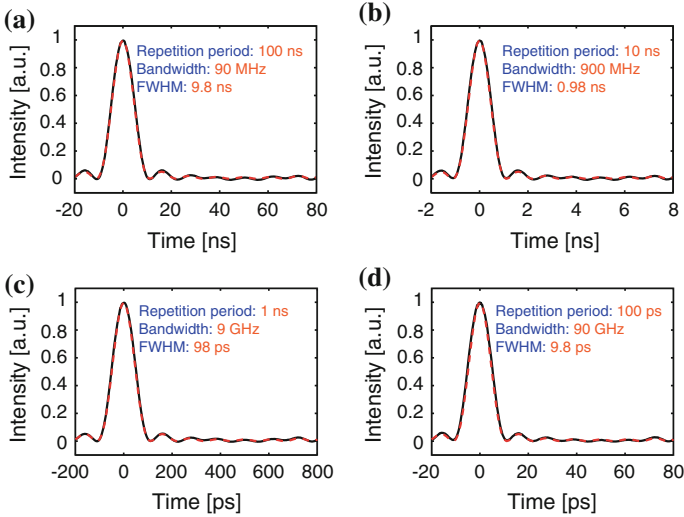 (a)
Intensity [a.u.]
1
0.8
0.6
0.4
0.2
0
Repetition period: 100 ns
Bandwidth: 90 MHz
FWHM: 9.8 ns
-20 0 20 40 60 80
Time [ns]
(b)
Intensity [a.u.]
1
0.8
0.6
0.4
0.2
0
Repetition period: 10 ns
Bandwidth: 900 MHz
FWHM: 0.98 ns
-2 0 2 4 6 8
Time [ns]
(c)
Intensity [a.u.]
1
0.8
0.6
0.4
0.2
0
Repetition period: 1 ns
Bandwidth: 9 GHz
FWHM: 98 ps
-200 0 200 400 600 800
Time [ps]
(d)
Intensity [a.u.]
1
0.8
0.6
0.4
0.2
0
Repetition period: 100 ps
Bandwidth: 90 GHz
FWHM: 9.8 ps
-20 0 20 40 60 80
Time [ps]